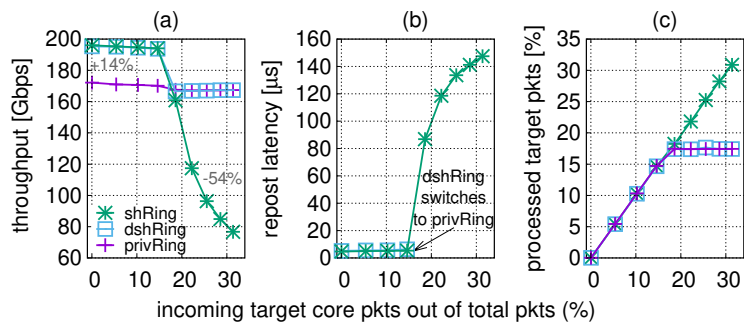 (a)
throughput [Gbps]
200
180
160
140
120
100
80
60
+14%
-54%
shRing
dshRing
privRing
0 10 20 30
(b)
repost latency [µs]
160
140
120
100
80
60
40
20
0
dshRing
switches
to privRing
0 10 20 30
(c)
processed target pkts [%]
35
30
25
20
15
10
5
0
0 10 20 30
incoming target core pkts out of total pkts (%)